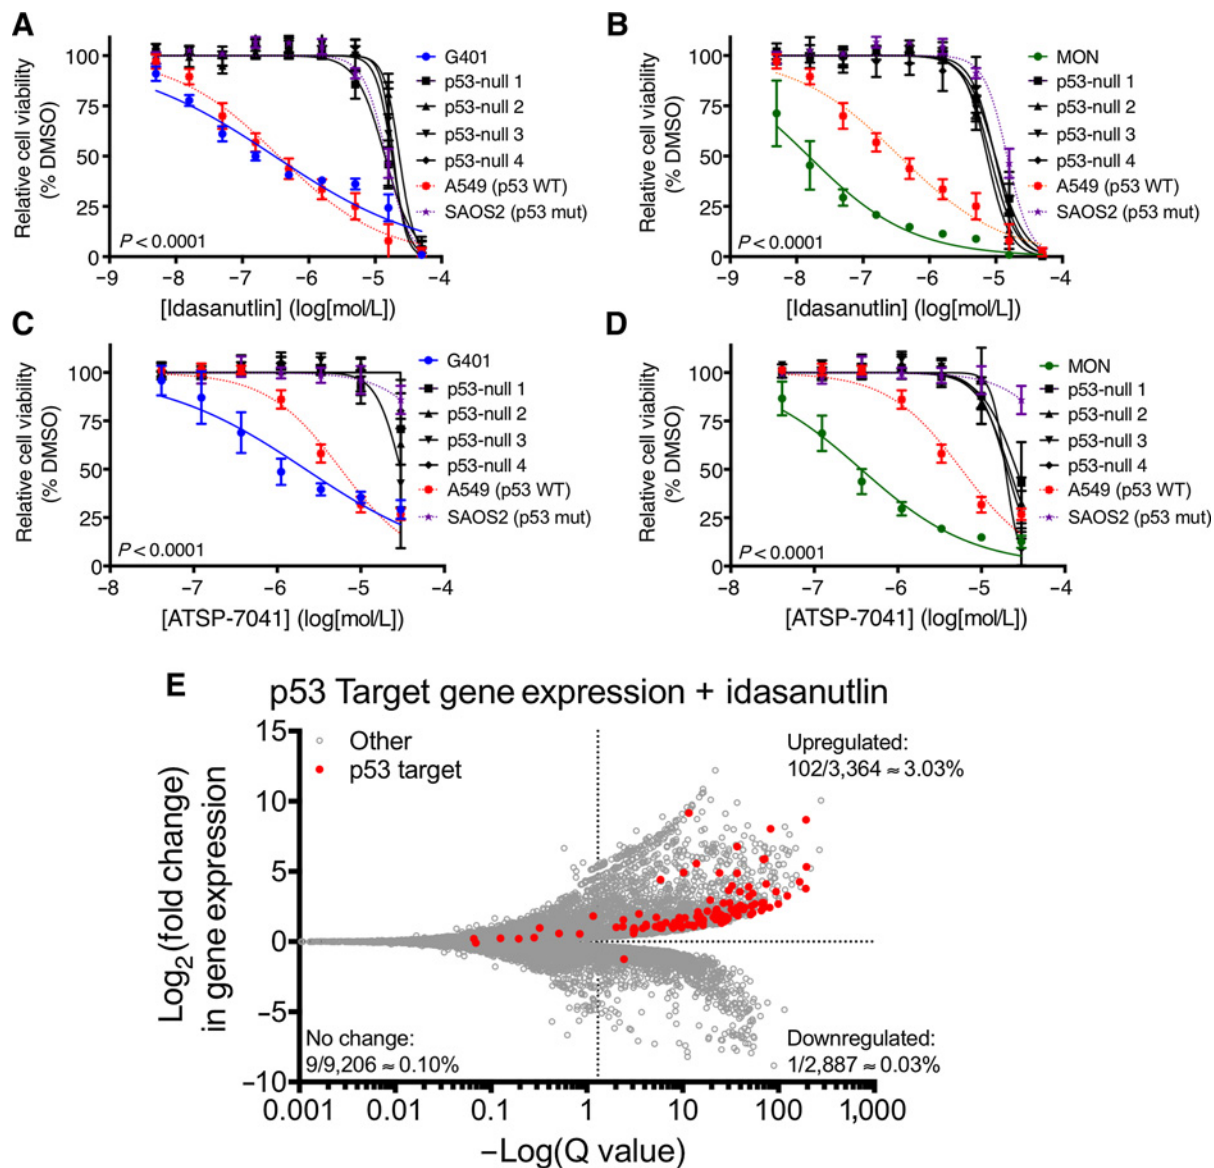 A
Relative cell viability
(% DMSO)
100
75
50
25
0
−9
−8
−7
−6
−5
−4
[Idasanutlin] (log[mol/L])
P < 0.0001
G401
p53-null 1
p53-null 2
p53-null 3
p53-null 4
A549 (p53 WT)
SAOS2 (p53 mut)
B
Relative cell viability
(% DMSO)
100
75
50
25
0
−9
−8
−7
−6
−5
−4
[Idasanutlin] (log[mol/L])
P < 0.0001
MON
p53-null 1
p53-null 2
p53-null 3
p53-null 4
A549 (p53 WT)
SAOS2 (p53 mut)
C
Relative cell viability
(% DMSO)
100
75
50
25
0
−8
−7
−6
−5
−4
[ATSP-7041] (log[mol/L])
P < 0.0001
G401
p53-null 1
p53-null 2
p53-null 3
p53-null 4
A549 (p53 WT)
SAOS2 (p53 mut)
D
Relative cell viability
(% DMSO)
100
75
50
25
0
−8
−7
−6
−5
−4
[ATSP-7041] (log[mol/L])
P < 0.0001
MON
p53-null 1
p53-null 2
p53-null 3
p53-null 4
A549 (p53 WT)
SAOS2 (p53 mut)
E
p53 Target gene expression + idasanutlin
Log2(fold change)
in gene expression
15
10
5
0
−5
−10
Other
p53 target
Upregulated:
102/3,364 ≈ 3.03%
No change:
9/9,206 ≈ 0.10%
Downregulated:
1/2,887 ≈ 0.03%
0.001
0.01
0.1
1
10
100
1,000
−Log(Q value)